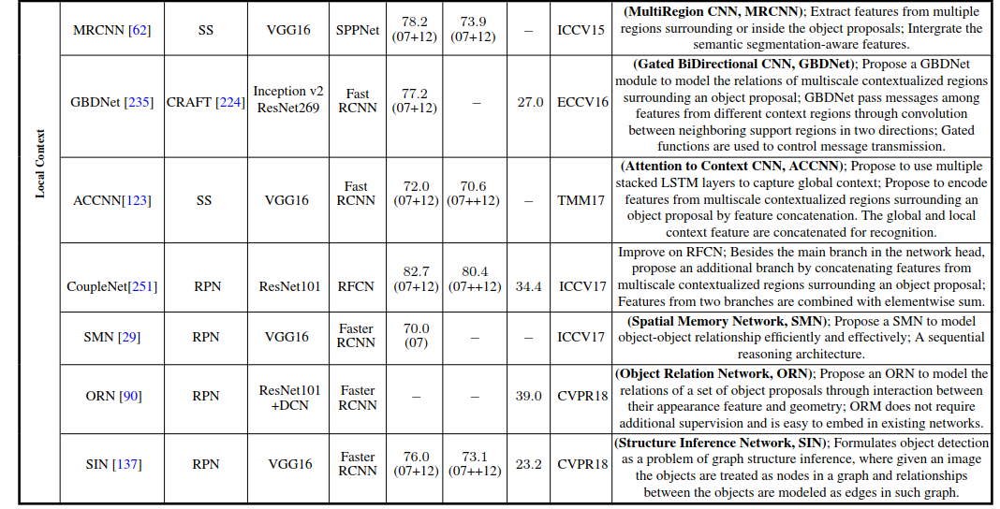 Local Context
MRCNN [62] SS VGG16 SPPNet 78.2 (07+12) 73.9 (07+12) − ICCV15
(MultiRegion CNN, MRCNN); Extract features from multiple
regions surrounding or inside the object proposals; Intergrate the
semantic segmentation-aware features.
GBDNet [235] CRAFT [224] Inception v2 ResNet269 Fast RCNN 77.2 (07+12) − 27.0 ECCV16
(Gated BiDirectional CNN, GBDNet); Propose a GBDNet
module to model the relations of multiscale contextualized regions
surrounding an object proposal; GBDNet pass messages among
features from different context regions through convolution
between neighboring support regions in two directions; Gated
functions are used to control message transmission.
ACCNN[123] SS VGG16 Fast RCNN 72.0 (07+12) 70.6 (07++12) − TMM17
(Attention to Context CNN, ACCNN); Propose to use multiple
stacked LSTM layers to capture global context; Propose to encode
features from multiscale contextualized regions surrounding an
object proposal by feature concatenation. The global and local
context feature are concatenated for recognition.
CoupleNet[251] RPN ResNet101 RFCN 82.7 (07+12) 80.4 (07++12) 34.4 ICCV17
Improve on RFCN; Besides the main branch in the network head,
propose an additional branch by concatenating features from
multiscale contextualized regions surrounding an object proposal;
Features from two branches are combined with elementwise sum.
SMN [29] RPN VGG16 Faster RCNN 70.0 (07) − − ICCV17
(Spatial Memory Network, SMN); Propose a SMN to model
object-object relationship efficiently and effectively; A sequential
reasoning architecture.
ORN [90] RPN ResNet101 +DCN Faster RCNN − − 39.0 CVPR18
(Object Relation Network, ORN); Propose an ORN to model the
relations of a set of object proposals through interaction between
their appearance feature and geometry; ORM does not require
additional supervision and is easy to embed in existing networks.
SIN [137] RPN VGG16 Faster RCNN 76.0 (07+12) 73.1 (07++12) 23.2 CVPR18
(Structure Inference Network, SIN); Formulates object detection
as a problem of graph structure inference, where given an image
the objects are treated as nodes in a graph and relationships
between the objects are modeled as edges in such graph.